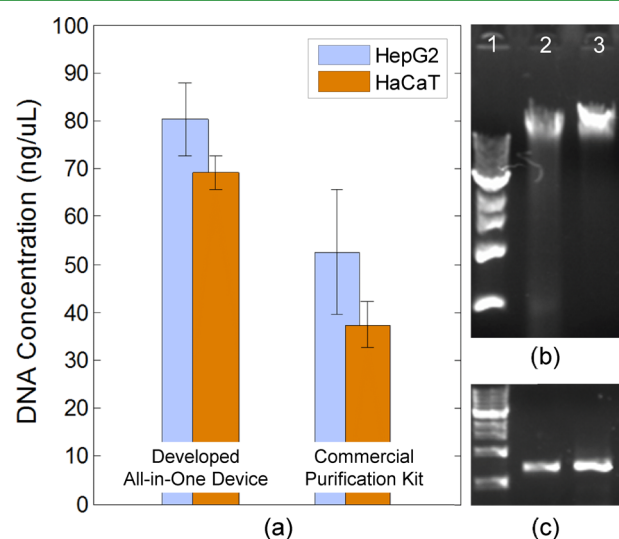 100
90
80
70
60
50
40
30
20
10
0
DNA Concentration (ng/uL)
HepG2
HaCaT
Developed
All-in-One Device
Commercial
Purification Kit
(a)
1 2 3
(b)
(c)